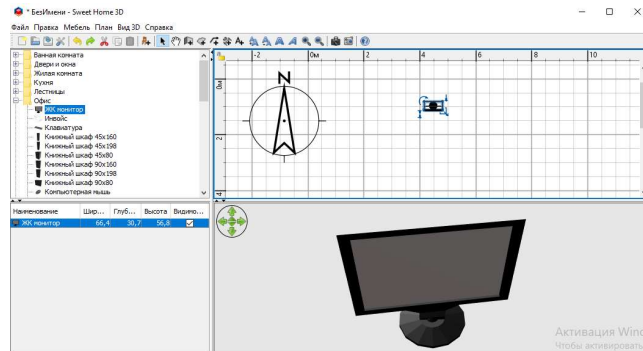 * БезИмени - Sweet Home 3D
Файл Правка Мебель План Вид 3D Справка
Ванная комната
Двери и окна
Жилая комната
Кухня
Лестницы
Офис
ЖК монитор
Инвойс
Клавиатура
Книжный шкаф 45x160
Книжный шкаф 45x198
Книжный шкаф 45x80
Книжный шкаф 90x160
Книжный шкаф 90x198
Книжный шкаф 90x80
Компьютерная мышь
-2 0м 2 4 6 8 10
0м
2
4
N
Наименование Шир... Глуб... Высота Видимо...
ЖК монитор 66,4 30,7 56,8
Активация Wind
Чтобы активировать